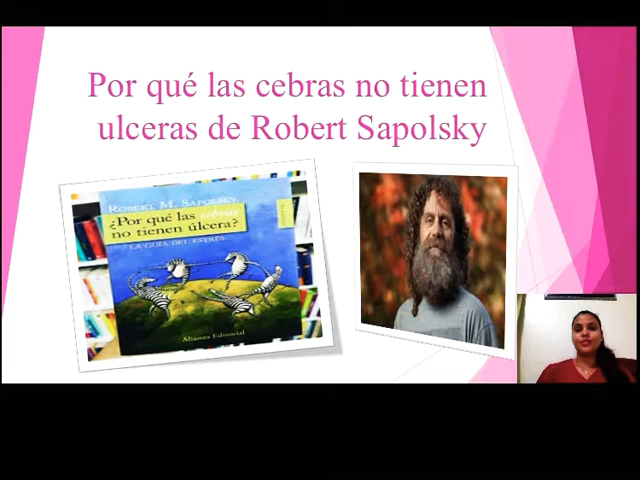 Por qué las cebras no tienen
ulceras de Robert Sapolsky
ROBERT M. SAPOLSKY
¿Por qué las cebras
no tienen úlcera?
LA GUÍA DEL ESTRÉS
Alianza Editorial